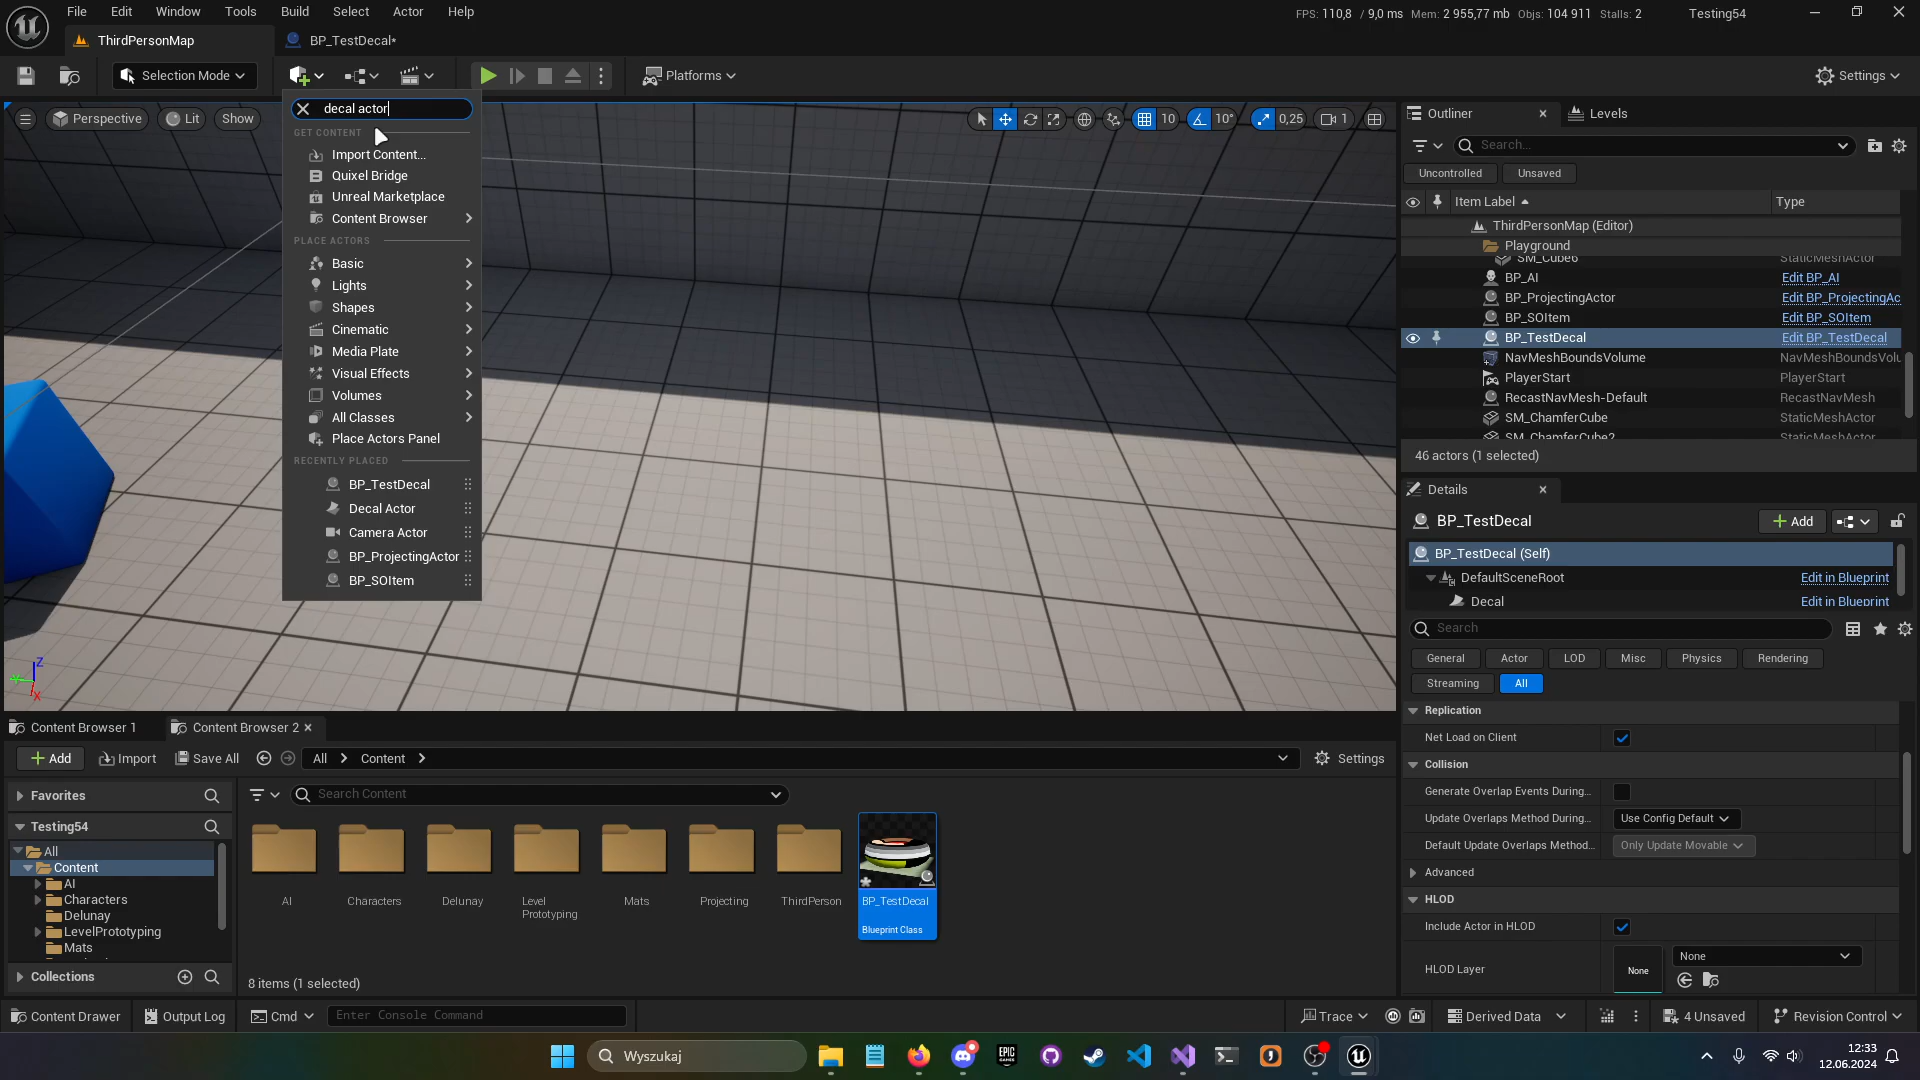 File Edit Window Tools Build Select Actor Help
FPS: 110,8 / 9,0 ms Mem: 2 955,77 mb Objs: 104 911 Stalls: 2
Testing54
ThirdPersonMap
BP_TestDecal*
Selection Mode
Platforms
Settings
Perspective Lit Show
decal actor
GET CONTENT
Import Content...
Quixel Bridge
Unreal Marketplace
Content Browser
PLACE ACTORS
Basic
Lights
Shapes
Cinematic
Media Plate
Visual Effects
Volumes
All Classes
Place Actors Panel
RECENTLY PLACED
BP_TestDecal
Decal Actor
Camera Actor
BP_ProjectingActor
BP_SOItem
10 10° 0,25 1
Z
X
Outliner
Levels
Search...
Uncontrolled Unsaved
Item Label Type
ThirdPersonMap (Editor)
Playground
SM_Cube6 StaticMeshActor
BP_AI Edit BP_AI
BP_ProjectingActor Edit BP_ProjectingAc
BP_SOItem Edit BP_SOItem
BP_TestDecal Edit BP_TestDecal
NavMeshBoundsVolume NavMeshBoundsVolu
PlayerStart PlayerStart
RecastNavMesh-Default RecastNavMesh
SM_ChamferCube StaticMeshActor
SM_ChamferCube2 StaticMeshActor
46 actors (1 selected)
Details
BP_TestDecal
Add
BP_TestDecal (Self)
DefaultSceneRoot Edit in Blueprint
Decal Edit in Blueprint
Search
General Actor LOD Misc Physics Rendering
Streaming All
Replication
Net Load on Client
Collision
Generate Overlap Events During...
Update Overlaps Method During... Use Config Default
Default Update Overlaps Method... Only Update Movable
Advanced
HLOD
Include Actor in HLOD
HLOD Layer None None
Content Browser 1
Content Browser 2
Add Import Save All All Content Settings
Favorites
Testing54
All
Content
AI
Characters
Delunay
LevelPrototyping
Mats
Collections
Search Content
AI
Characters
Delunay
Level
Prototyping
Mats
Projecting
ThirdPerson
BP_TestDecal
Blueprint Class
8 items (1 selected)
Content Drawer Output Log Cmd Enter Console Command
Trace Derived Data 4 Unsaved Revision Control
Wyszukaj
EPIC
GAMES
12:33
12.06.2024